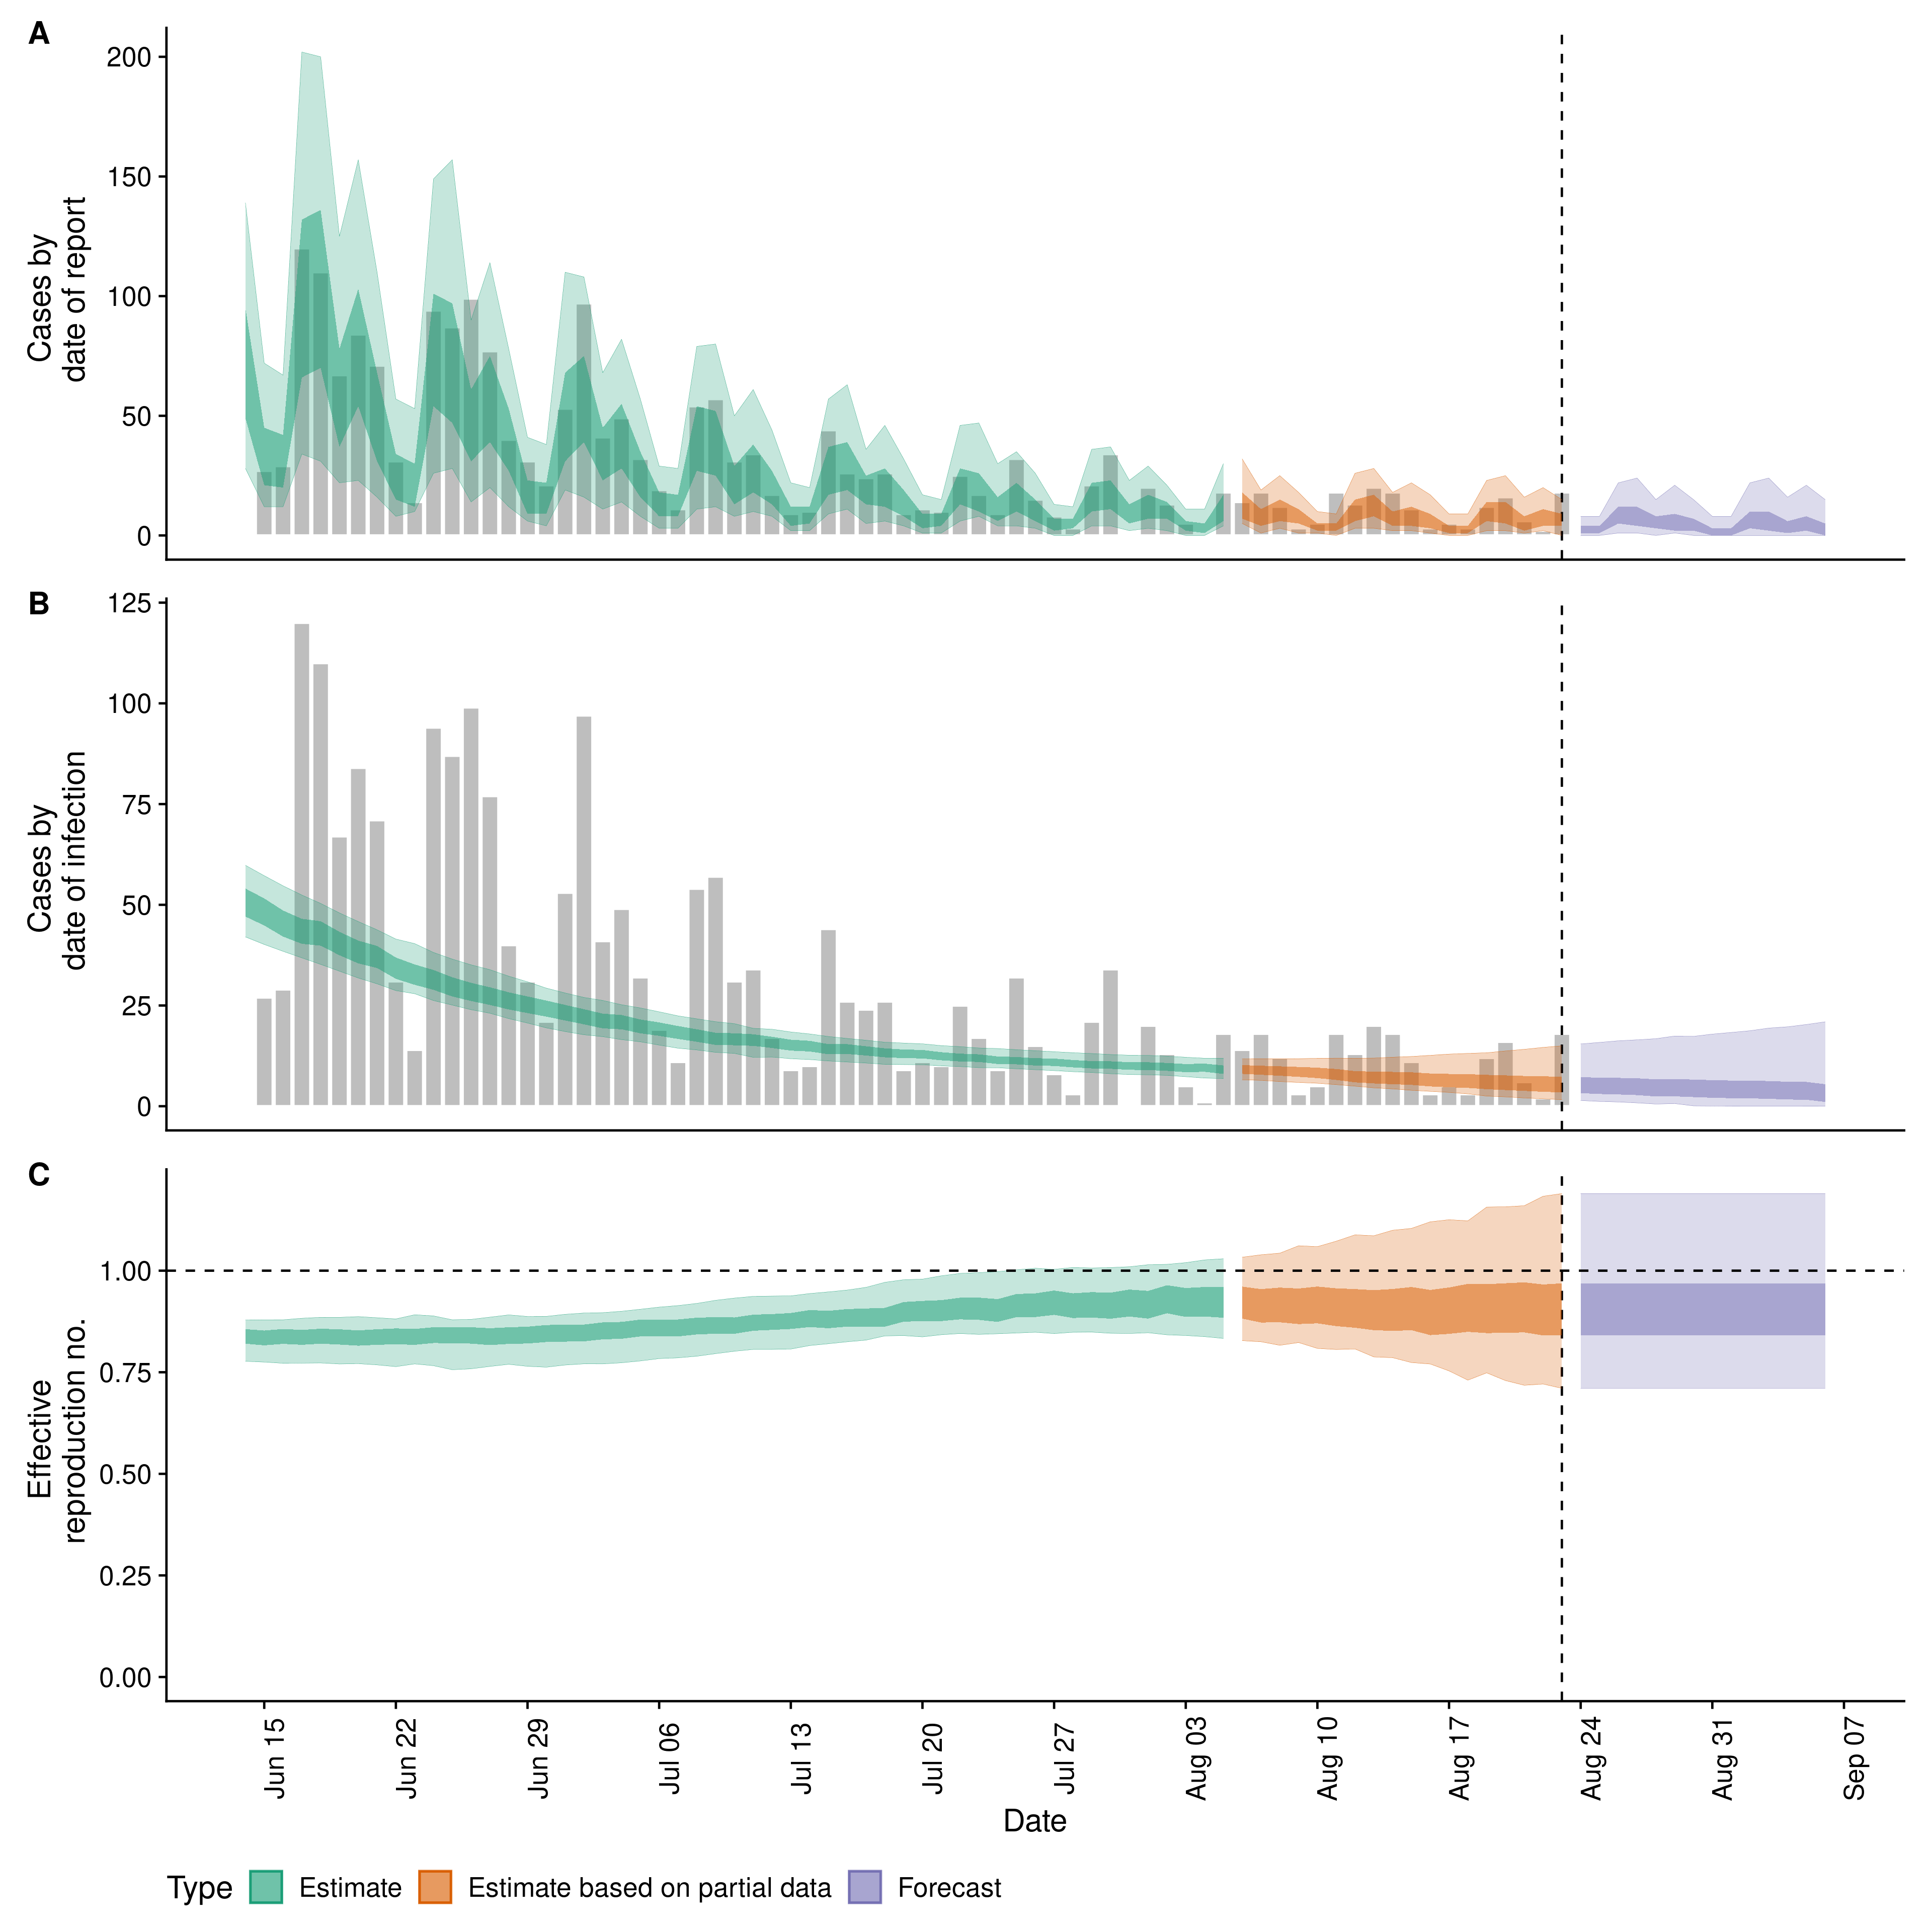 A
Cases by
date of report
200
150
100
50
0
B
Cases by
date of infection
125
100
75
50
25
0
C
Effective
reproduction no.
1.00
0.75
0.50
0.25
0.00
Jun 15
Jun 22
Jun 29
Jul 06
Jul 13
Jul 20
Jul 27
Aug 03
Aug 10
Aug 17
Aug 24
Aug 31
Sep 07
Date
Type Estimate Estimate based on partial data Forecast